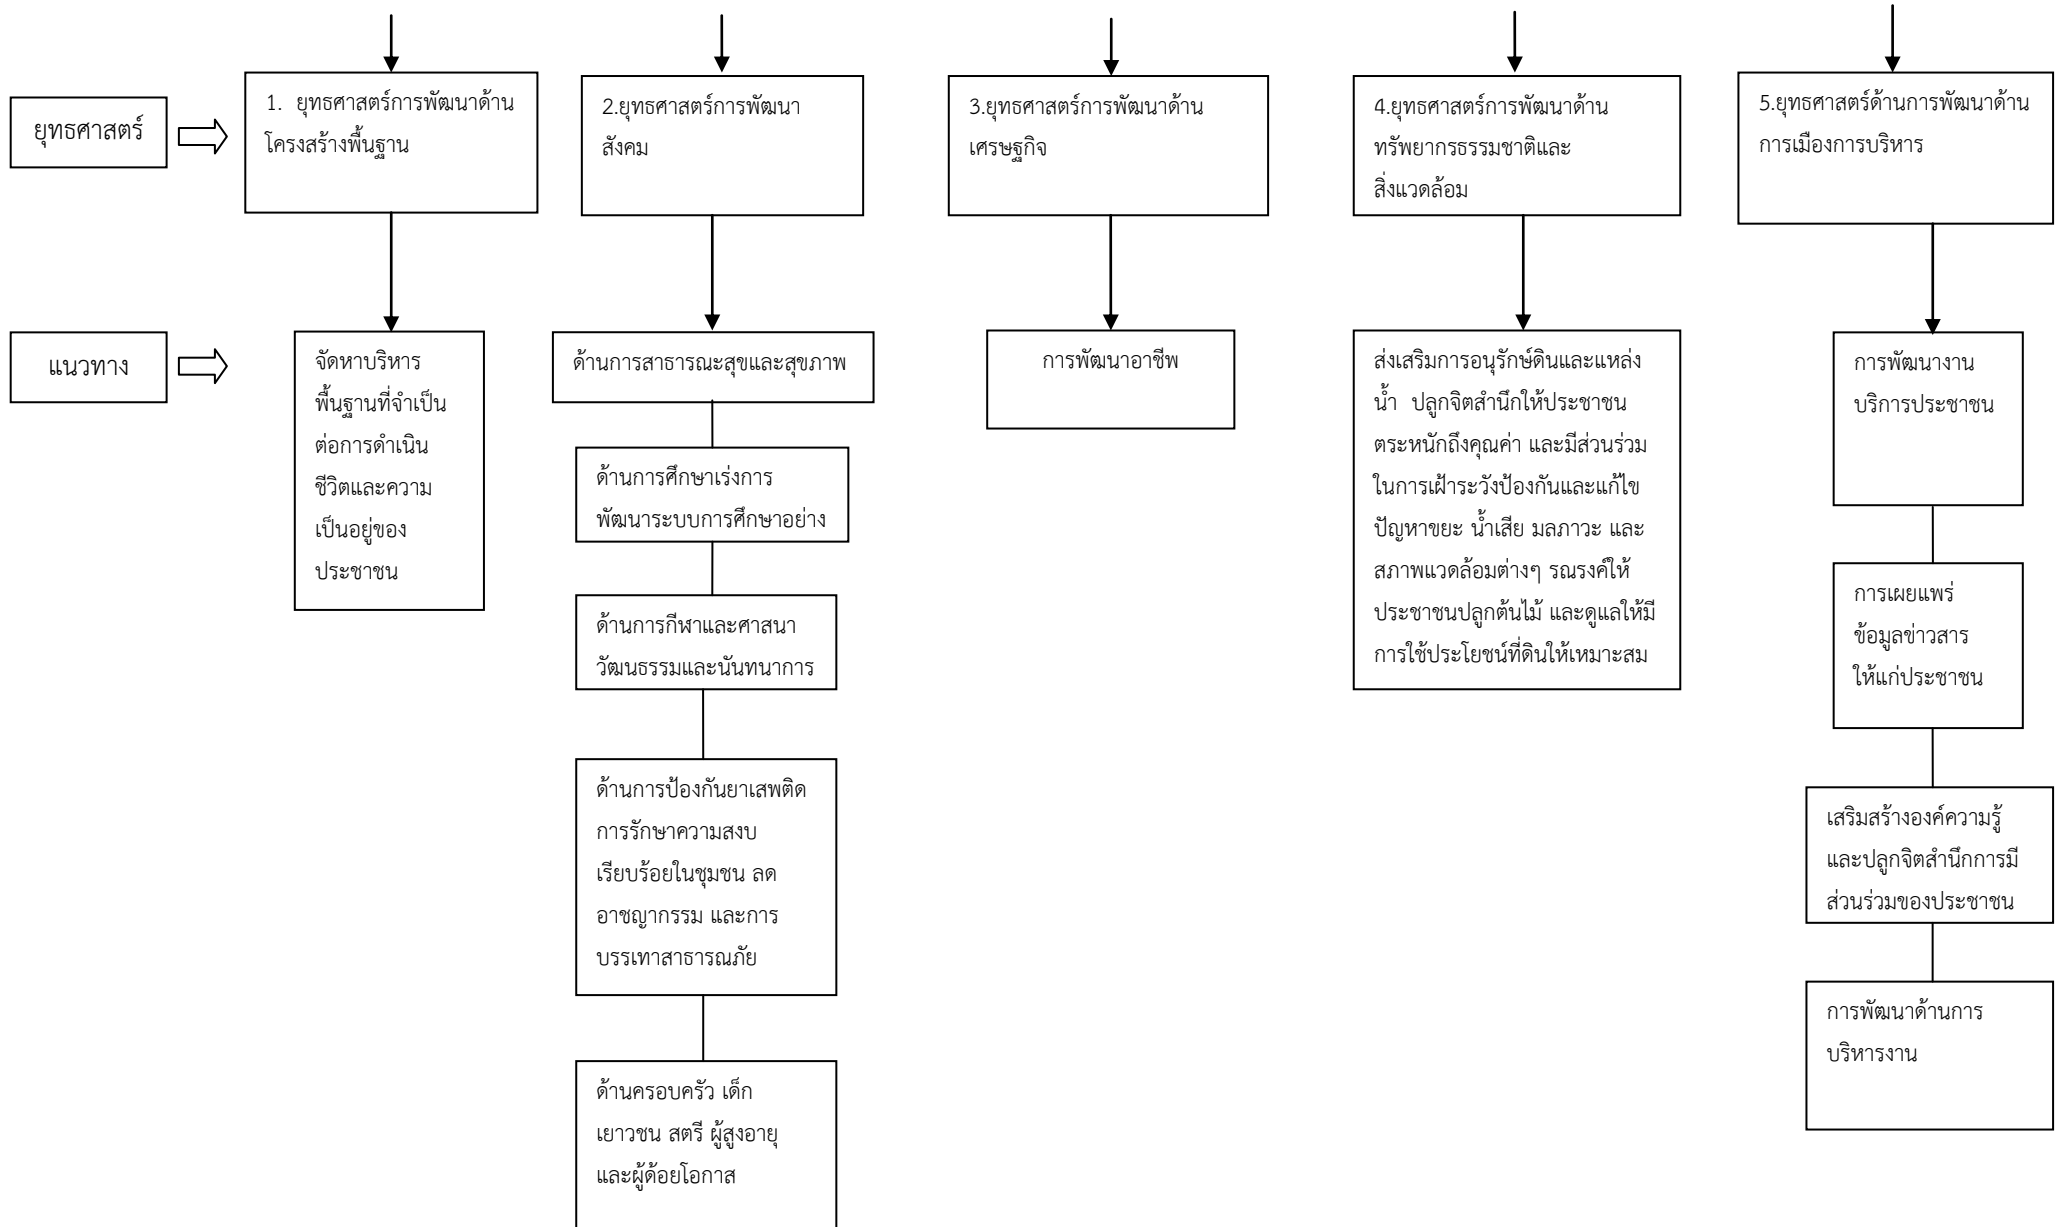 ยุทธศาสตร์
1. ยุทธศาสตร์การพัฒนาด้าน
โครงสร้างพื้นฐาน
2.ยุทธศาสตร์การพัฒนา
สังคม
3.ยุทธศาสตร์การพัฒนาด้าน
เศรษฐกิจ
4.ยุทธศาสตร์การพัฒนาด้าน
ทรัพยากรธรรมชาติและ
สิ่งแวดล้อม
5.ยุทธศาสตร์ด้านการพัฒนาด้าน
การเมืองการบริหาร
แนวทาง
จัดหาบริหาร
พื้นฐานที่จำเป็น
ต่อการดำเนิน
ชีวิตและความ
เป็นอยู่ของ
ประชาชน
ด้านการสาธารณะสุขและสุขภาพ
ด้านการศึกษาเร่งการ
พัฒนาระบบการศึกษาอย่าง
ด้านการกีฬาและศาสนา
วัฒนธรรมและนันทนาการ
ด้านการป้องกันยาเสพติด
การรักษาความสงบ
เรียบร้อยในชุมชน ลด
อาชญากรรม และการ
บรรเทาสาธารณภัย
ด้านครอบครัว เด็ก
เยาวชน สตรี ผู้สูงอายุ
และผู้ด้อยโอกาส
การพัฒนาอาชีพ
ส่งเสริมการอนุรักษ์ดินและแหล่ง
น้ำ ปลูกจิตสำนึกให้ประชาชน
ตระหนักถึงคุณค่า และมีส่วนร่วม
ในการเฝ้าระวังป้องกันและแก้ไข
ปัญหาขยะ น้ำเสีย มลภาวะ และ
สภาพแวดล้อมต่างๆ รณรงค์ให้
ประชาชนปลูกต้นไม้ และดูแลให้มี
การใช้ประโยชน์ที่ดินให้เหมาะสม
การพัฒนางาน
บริการประชาชน
การเผยแพร่
ข้อมูลข่าวสาร
ให้แก่ประชาชน
เสริมสร้างองค์ความรู้
และปลูกจิตสำนึกการมี
ส่วนร่วมของประชาชน
การพัฒนาด้านการ
บริหารงาน